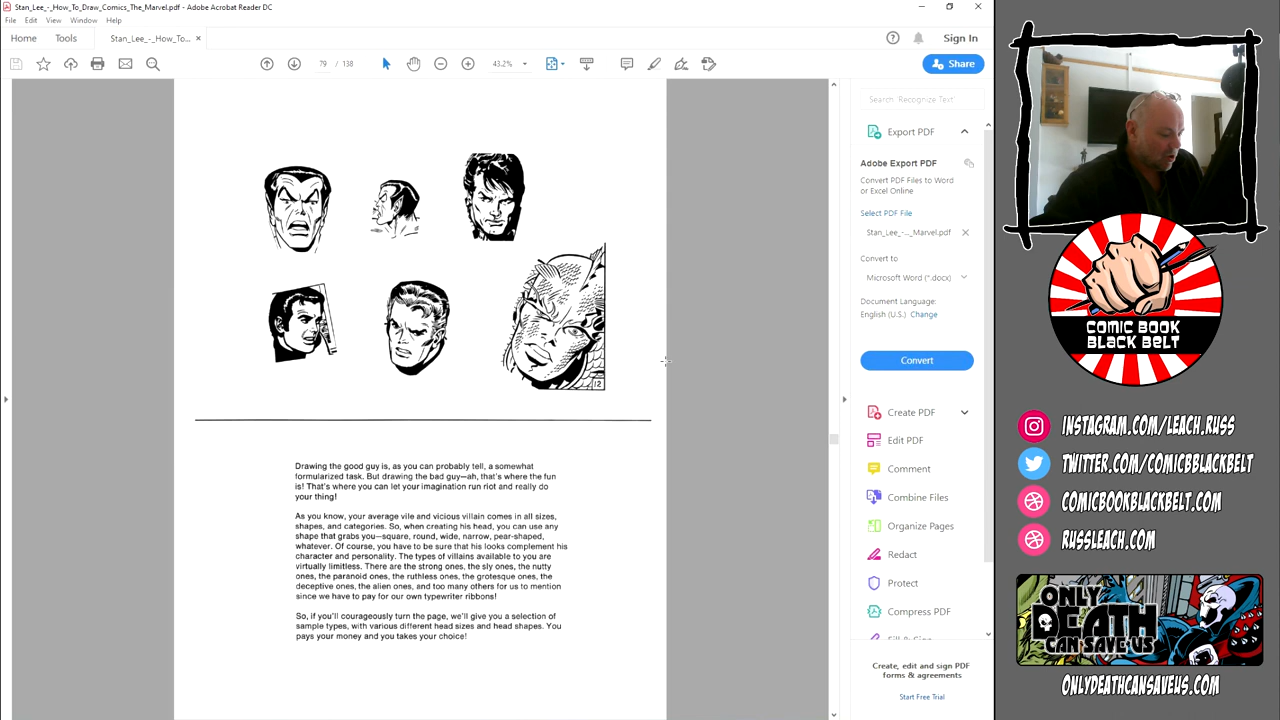 Stan_Lee_-_How_To_Draw_Comics_The_Marvel.pdf - Adobe Acrobat Reader DC
File Edit View Window Help
Home Tools Stan_Lee_-_How_To... × Sign In
79 / 138 43.2% Share
Search 'Recognize Text'
Export PDF
Adobe Export PDF
Convert PDF Files to Word
or Excel Online
Select PDF File
Stan_Lee_-..._Marvel.pdf ×
Convert to
Microsoft Word (*.docx)
Document Language:
English (U.S.) Change
Convert
Create PDF
Edit PDF
Comment
Combine Files
Organize Pages
Redact
Protect
Compress PDF
Fill & Sign
Create, edit and sign PDF
forms & agreements
Start Free Trial
12
Drawing the good guy is, as you can probably tell, a somewhat
formularized task. But drawing the bad guy—ah, that's where the fun
is! That's where you can let your imagination run riot and really do
your thing!
As you know, your average vile and vicious villain comes in all sizes,
shapes, and categories. So, when creating his head, you can use any
shape that grabs you—square, round, wide, narrow, pear-shaped,
whatever. Of course, you have to be sure that his looks complement his
character and personality. The types of villains available to you are
virtually limitless. There are the strong ones, the sly ones, the nutty
ones, the paranoid ones, the ruthless ones, the grotesque ones, the
deceptive ones, the alien ones, and too many others for us to mention
since we have to pay for our own typewriter ribbons!
So, if you'll courageously turn the page, we'll give you a selection of
sample types, with various different head sizes and head shapes. You
pays your money and you takes your choice!
COMIC BOOK
BLACK BELT
INSTAGRAM.COM/LEACH.RUSS
TWITTER.COM/COMICBBLACKBELT
COMICBOOKBLACKBELT.COM
RUSSLEACH.COM
ONLY
DEATH
CAN SAVE US
ONLYDEATHCANSAVEUS.COM